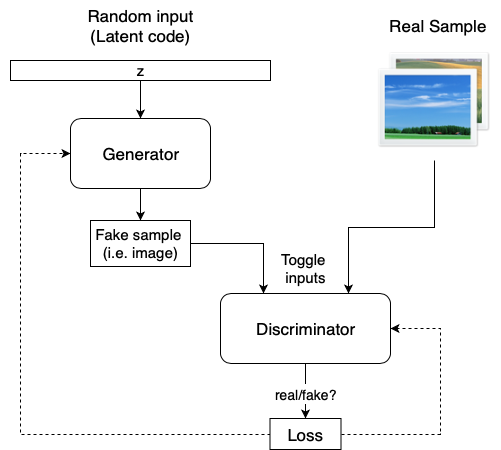 Random input
(Latent code)
Real Sample
z
Generator
Fake sample
(i.e. image)
Toggle
inputs
Discriminator
real/fake?
Loss